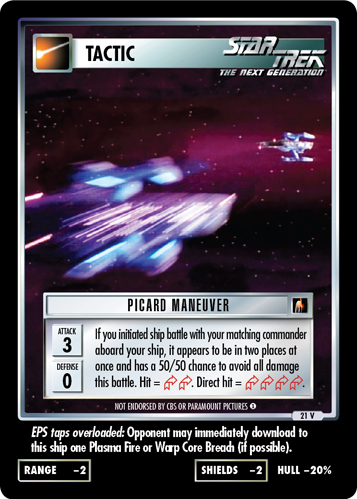 TACTIC
STAR TREK
THE NEXT GENERATION
PICARD MANEUVER
ATTACK
3
DEFENSE
0
If you initiated ship battle with your matching commander
aboard your ship, it appears to be in two places at
once and has a 50/50 chance to avoid all damage
this battle. Hit = . Direct hit = .
NOT ENDORSED BY CBS OR PARAMOUNT PICTURES
21 V
EPS taps overloaded: Opponent may immediately download to
this ship one Plasma Fire or Warp Core Breach (if possible).
RANGE -2
SHIELDS -2
HULL -20%